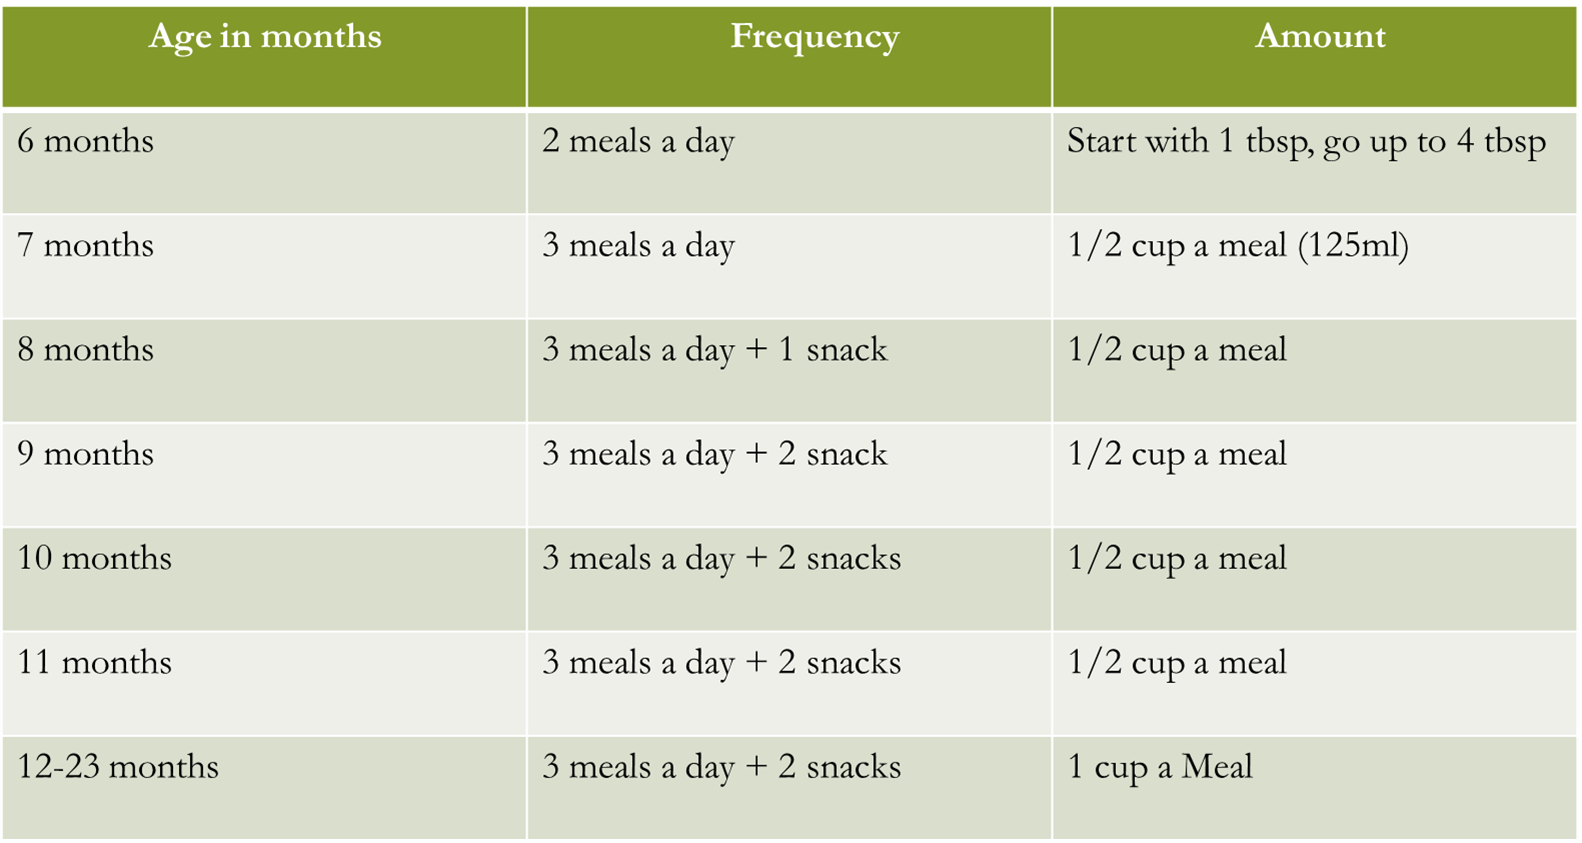 Age in months Frequency Amount
6 months 2 meals a day Start with 1 tbsp, go up to 4 tbsp
7 months 3 meals a day 1/2 cup a meal (125ml)
8 months 3 meals a day + 1 snack 1/2 cup a meal
9 months 3 meals a day + 2 snack 1/2 cup a meal
10 months 3 meals a day + 2 snacks 1/2 cup a meal
11 months 3 meals a day + 2 snacks 1/2 cup a meal
12-23 months 3 meals a day + 2 snacks 1 cup a Meal